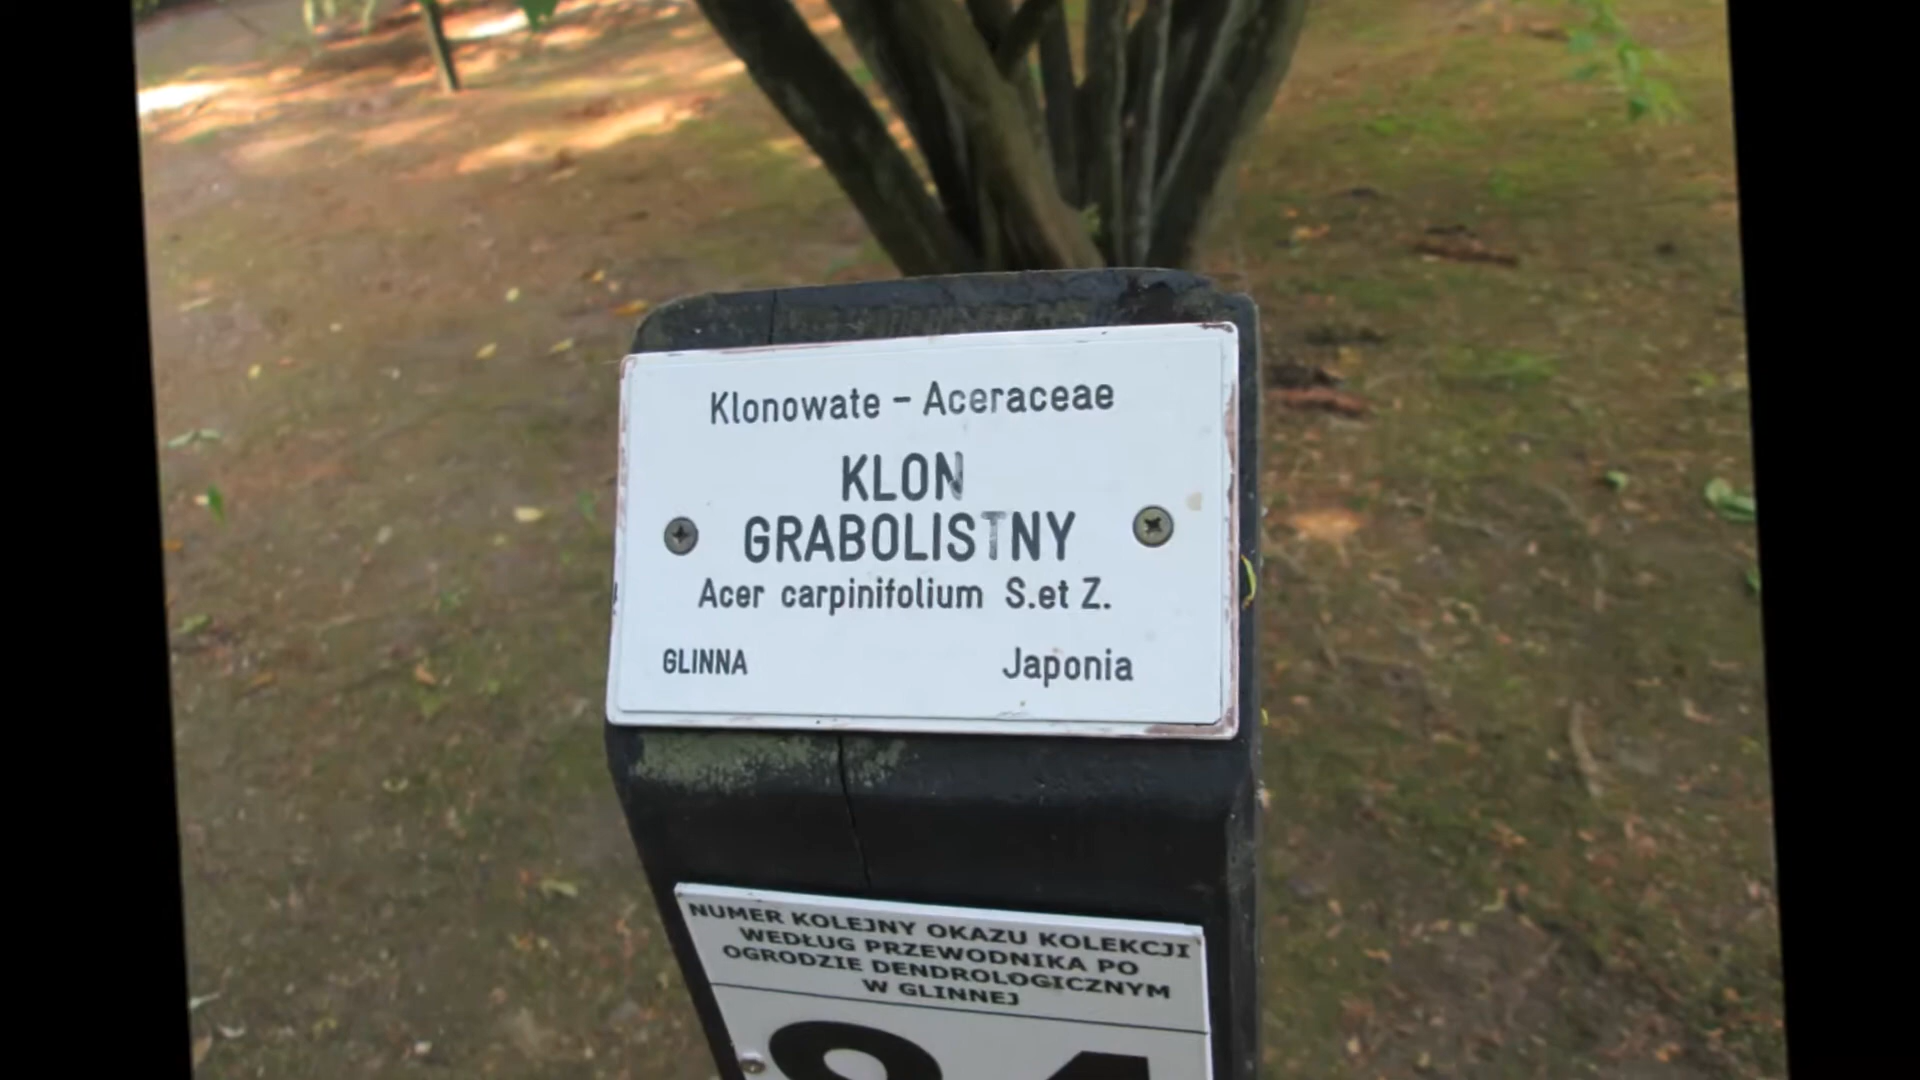 Klonowate - Aceraceae
KLON
GRABOLISTNY
Acer carpinifolium S.et Z.
GLINNA Japonia
NUMER KOLEJNY OKAZU KOLEKCJI
WEDŁUG PRZEWODNIKA PO
OGRODZIE DENDROLOGICZNYM
W GLINNEJ